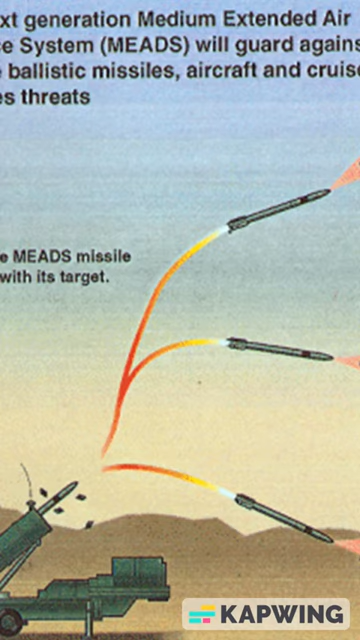 xt generation Medium Extended Air
ce System (MEADS) will guard agains
e ballistic missiles, aircraft and cruise
es threats
e MEADS missile
with its target.
KAPWING